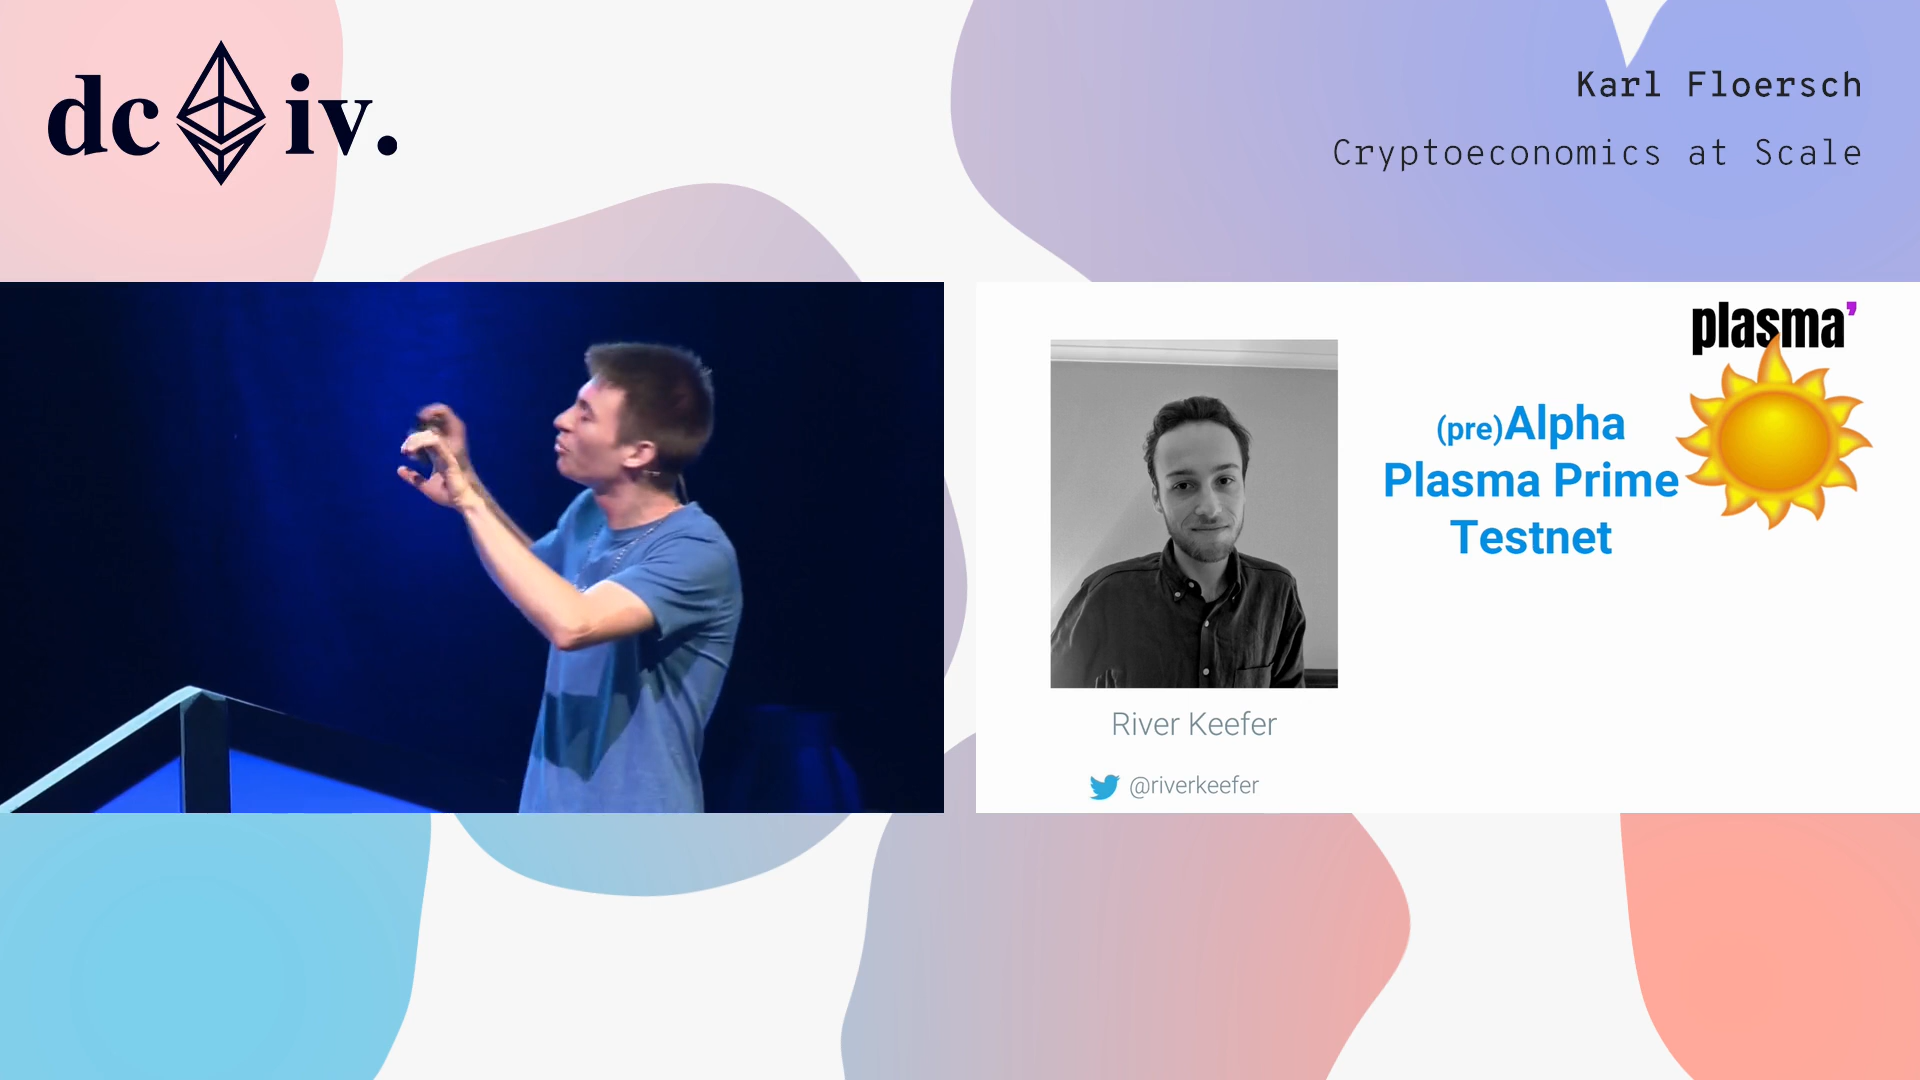 dc iv.
Karl Floersch
Cryptoeconomics at Scale
plasma'
(pre)Alpha
Plasma Prime
Testnet
River Keefer
@riverkeefer